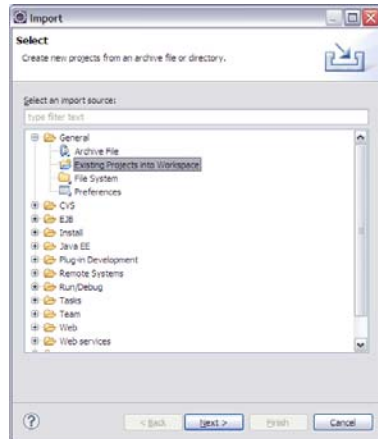 Import
Select
Create new projects from an archive file or directory.
Select an import source:
type filter text
General
Archive File
Existing Projects into Workspace
File System
Preferences
CVS
EJB
Install
Java EE
Plug-in Development
Remote Systems
Run/Debug
Tasks
Team
Web
Web services
?
< Back
Next >
Finish
Cancel